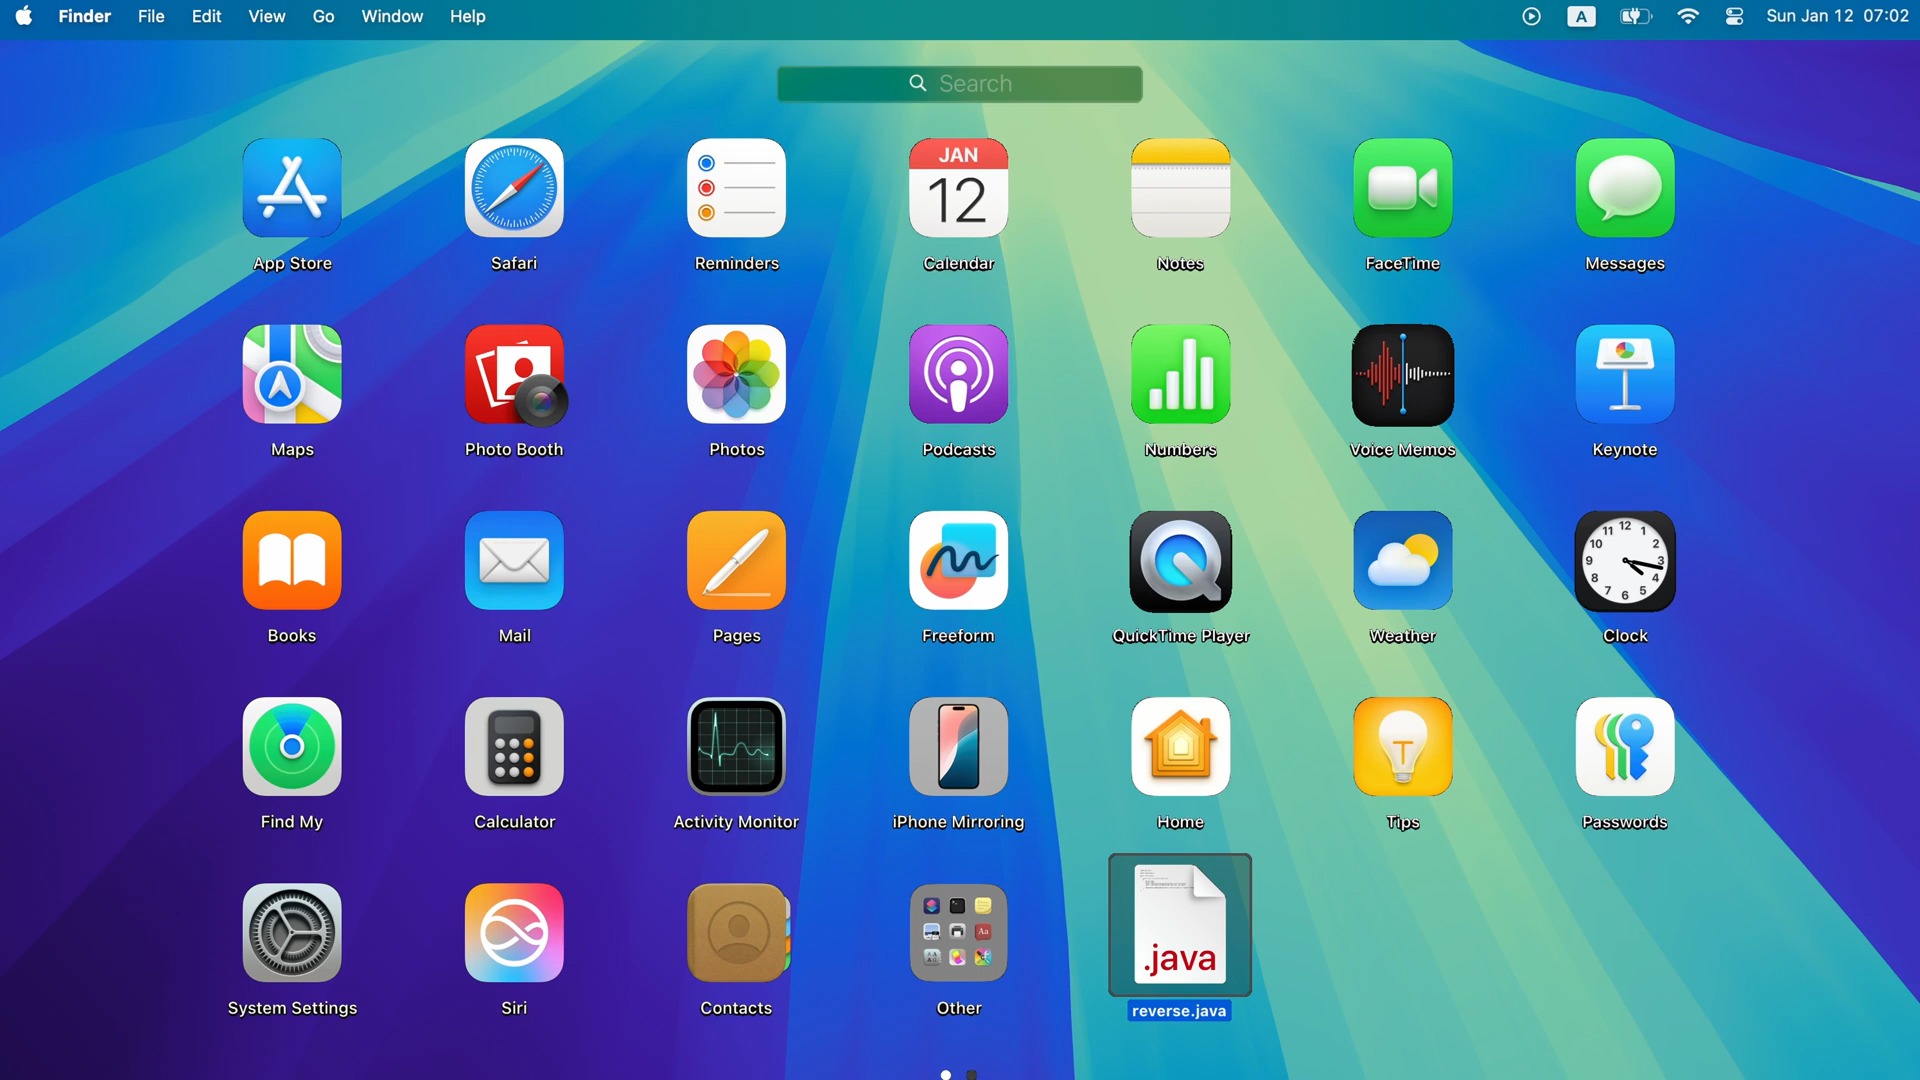 Finder File Edit View Go Window Help A Sun Jan 12 07:02
Search
JAN
12
App Store Safari Reminders Calendar Notes FaceTime Messages
Maps Photo Booth Photos Podcasts Numbers Voice Memos Keynote
12 1 2 3 4 5 6 7 8 9 10 11
Books Mail Pages Freeform QuickTime Player Weather Clock
Find My Calculator Activity Monitor iPhone Mirroring Home Tips Passwords
Aa
.java
System Settings Siri Contacts Other reverse.java